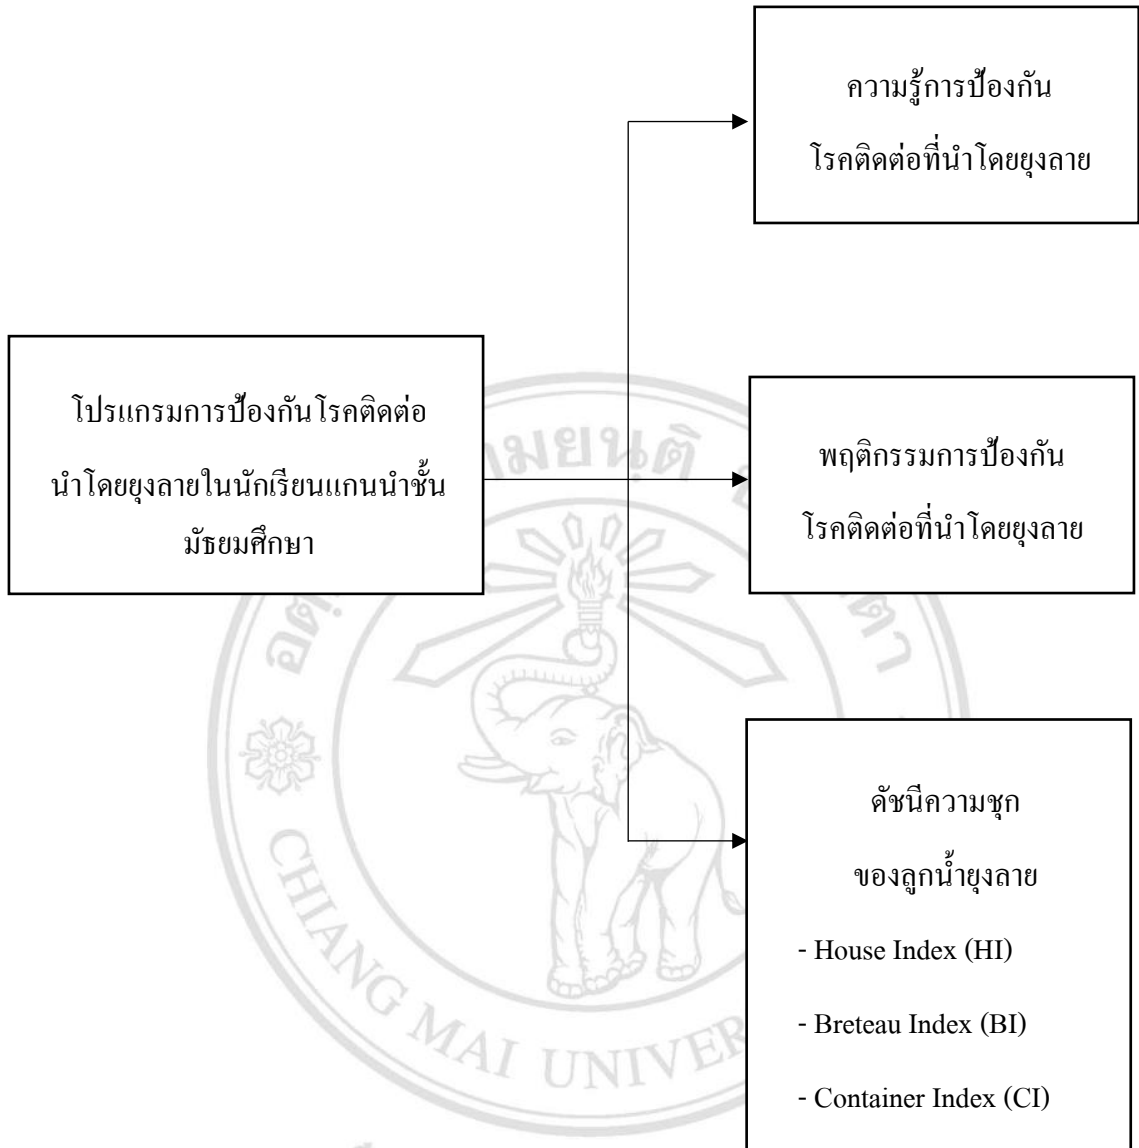 ความรู้การป้องกัน
โรคติดต่อที่นำโดยยุงลาย
โปรแกรมการป้องกันโรคติดต่อ
นำโดยยุงลายในนักเรียนแกนนำชั้น
มัธยมศึกษา
พฤติกรรมการป้องกัน
โรคติดต่อที่นำโดยยุงลาย
ดัชนีความชุก
ของลูกน้ำยุงลาย
- House Index (HI)
- Breteau Index (BI)
- Container Index (CI)
CHIANG MAI